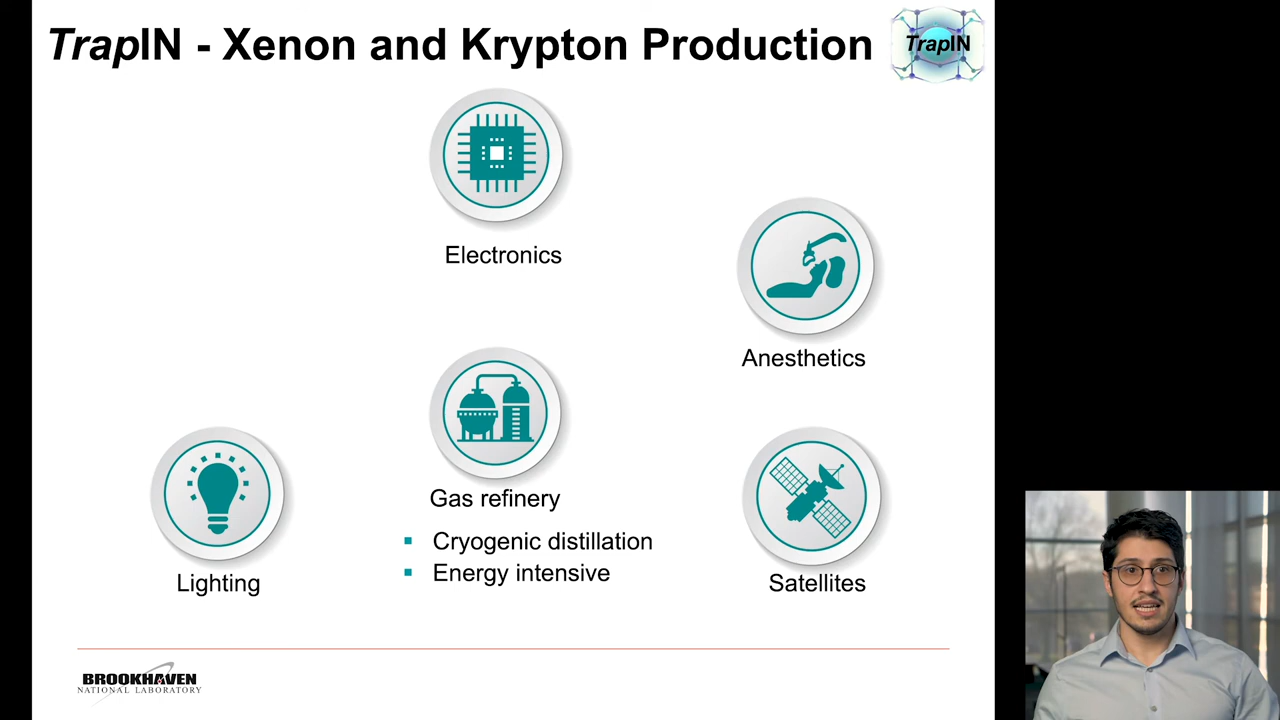 TrapIN - Xenon and Krypton Production
TrapIN
Electronics
Anesthetics
Gas refinery
Cryogenic distillation
Energy intensive
Lighting
Satellites
BROOKHAVEN
NATIONAL LABORATORY